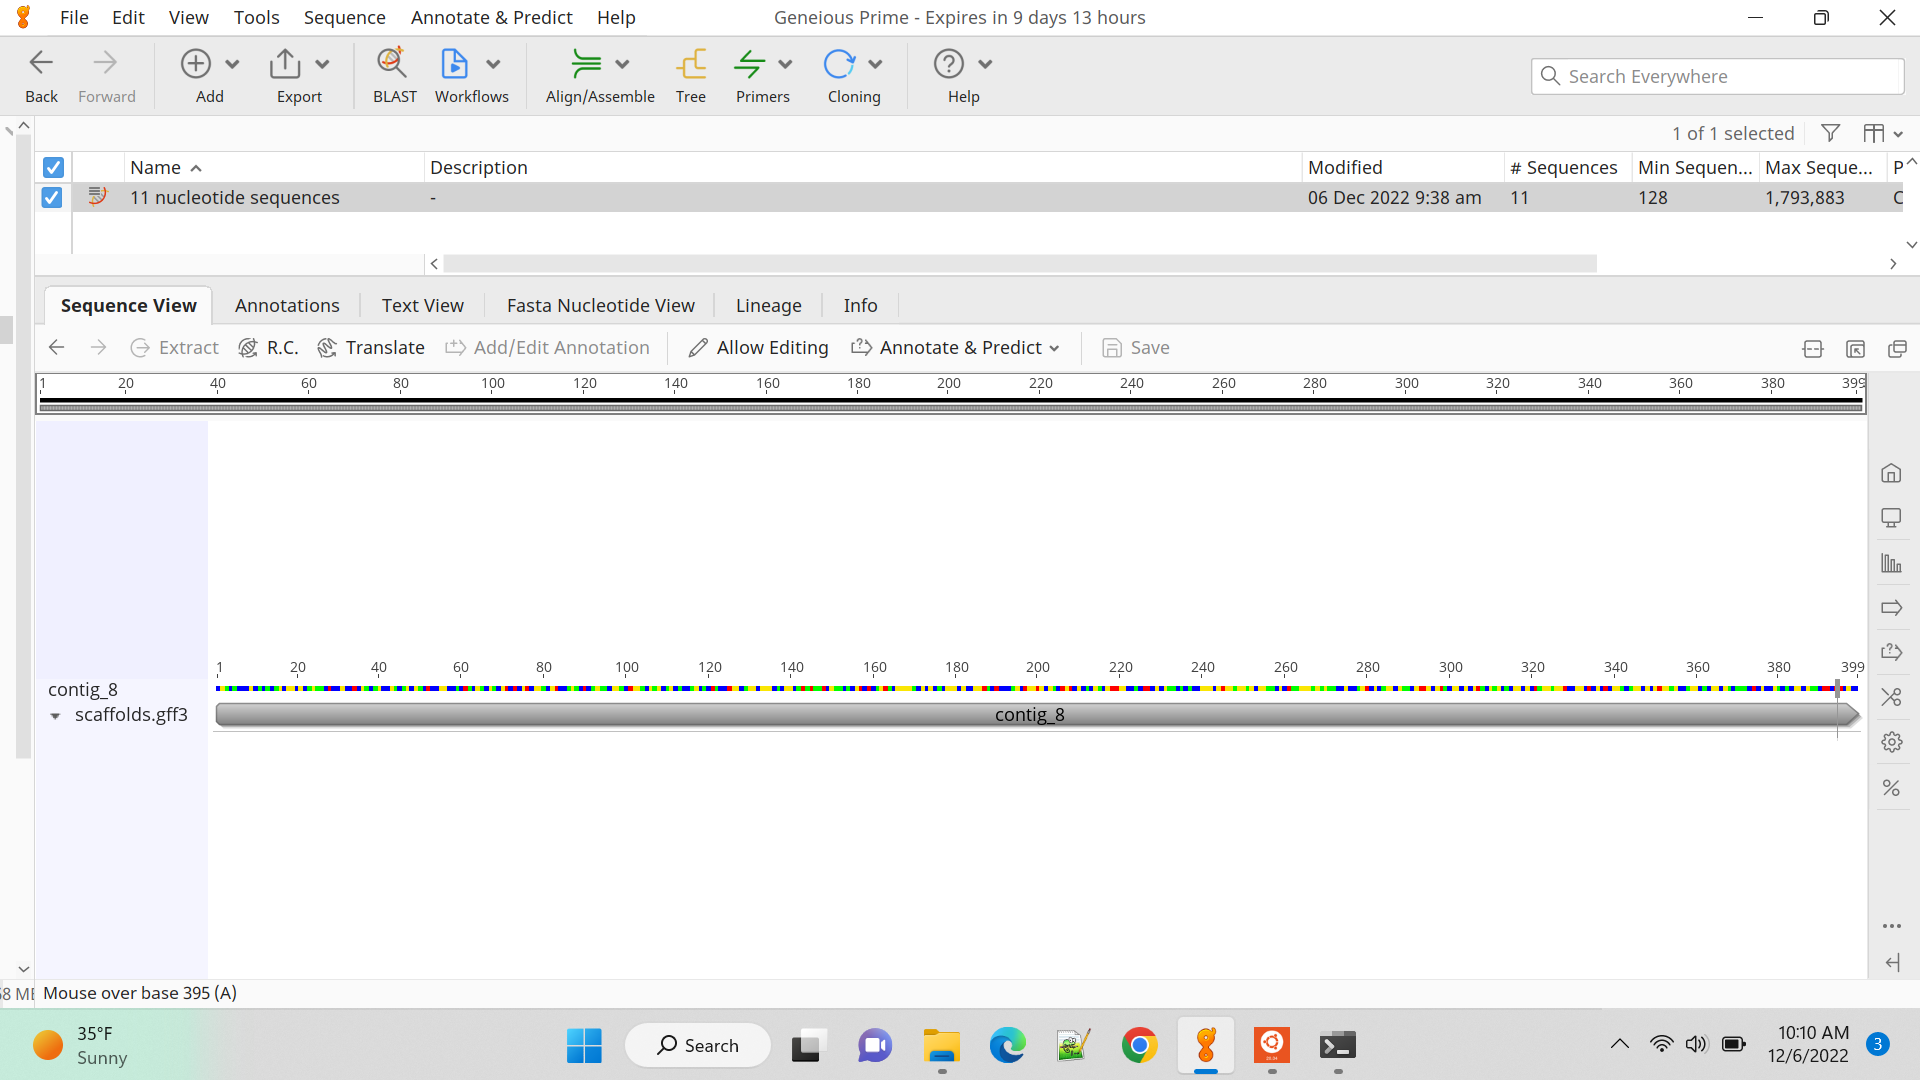 File Edit View Tools Sequence Annotate & Predict Help Geneious Prime - Expires in 9 days 13 hours
Back Forward Add Export BLAST Workflows Align/Assemble Tree Primers Cloning Help Search Everywhere
1 of 1 selected
Name Description Modified # Sequences Min Sequen... Max Seque... P
11 nucleotide sequences - 06 Dec 2022 9:38 am 11 128 1,793,883 C
Sequence View Annotations Text View Fasta Nucleotide View Lineage Info
Extract R.C. Translate Add/Edit Annotation Allow Editing Annotate & Predict Save
1 20 40 60 80 100 120 140 160 180 200 220 240 260 280 300 320 340 360 380 399
1 20 40 60 80 100 120 140 160 180 200 220 240 260 280 300 320 340 360 380 399
contig_8
scaffolds.gff3 contig_8
Mouse over base 395 (A)
35°F
Sunny
Search
10:10 AM
12/6/2022
3